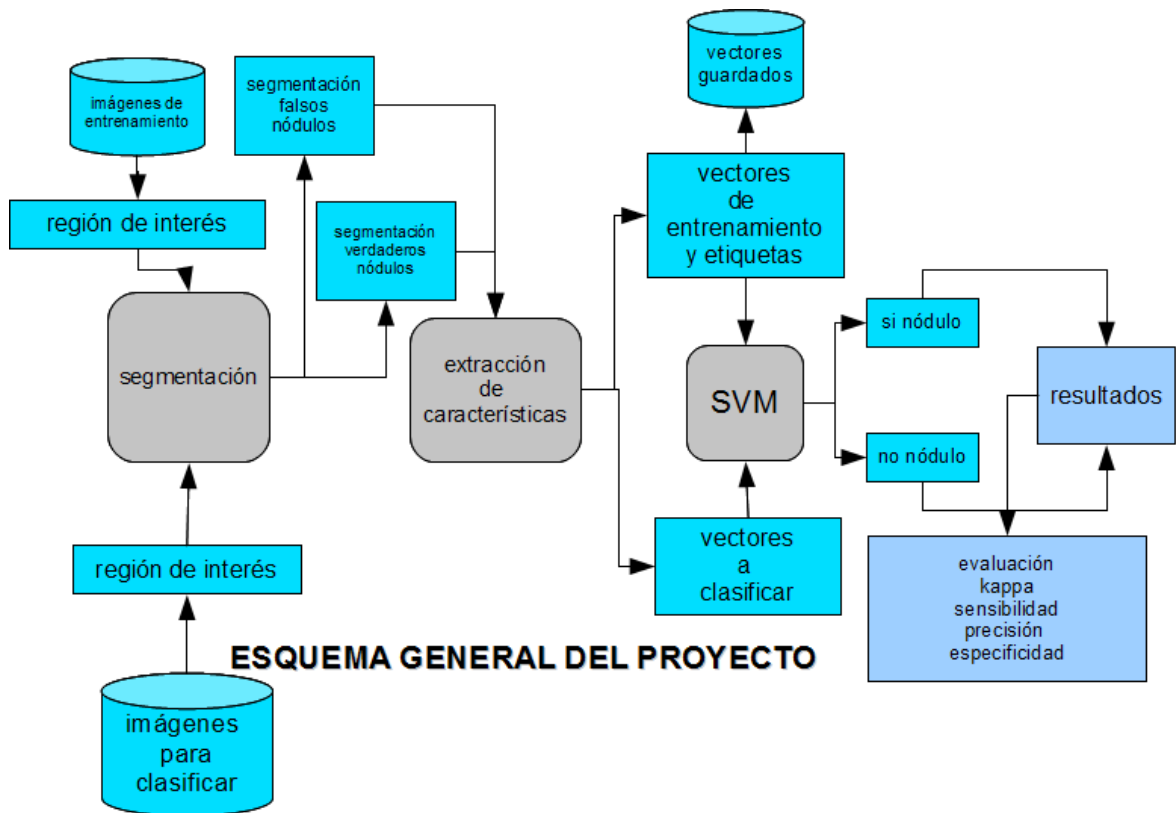 imágenes de
entrenamiento
región de interés
segmentación
falsos
nódulos
segmentación
verdaderos
nódulos
segmentación
región de interés
imágenes
para
clasificar
extracción
de
características
vectores
guardados
vectores
de
entrenamiento
y etiquetas
SVM
vectores
a
clasificar
si nódulo
no nódulo
resultados
evaluación
kappa
sensibilidad
precisión
especificidad
ESQUEMA GENERAL DEL PROYECTO